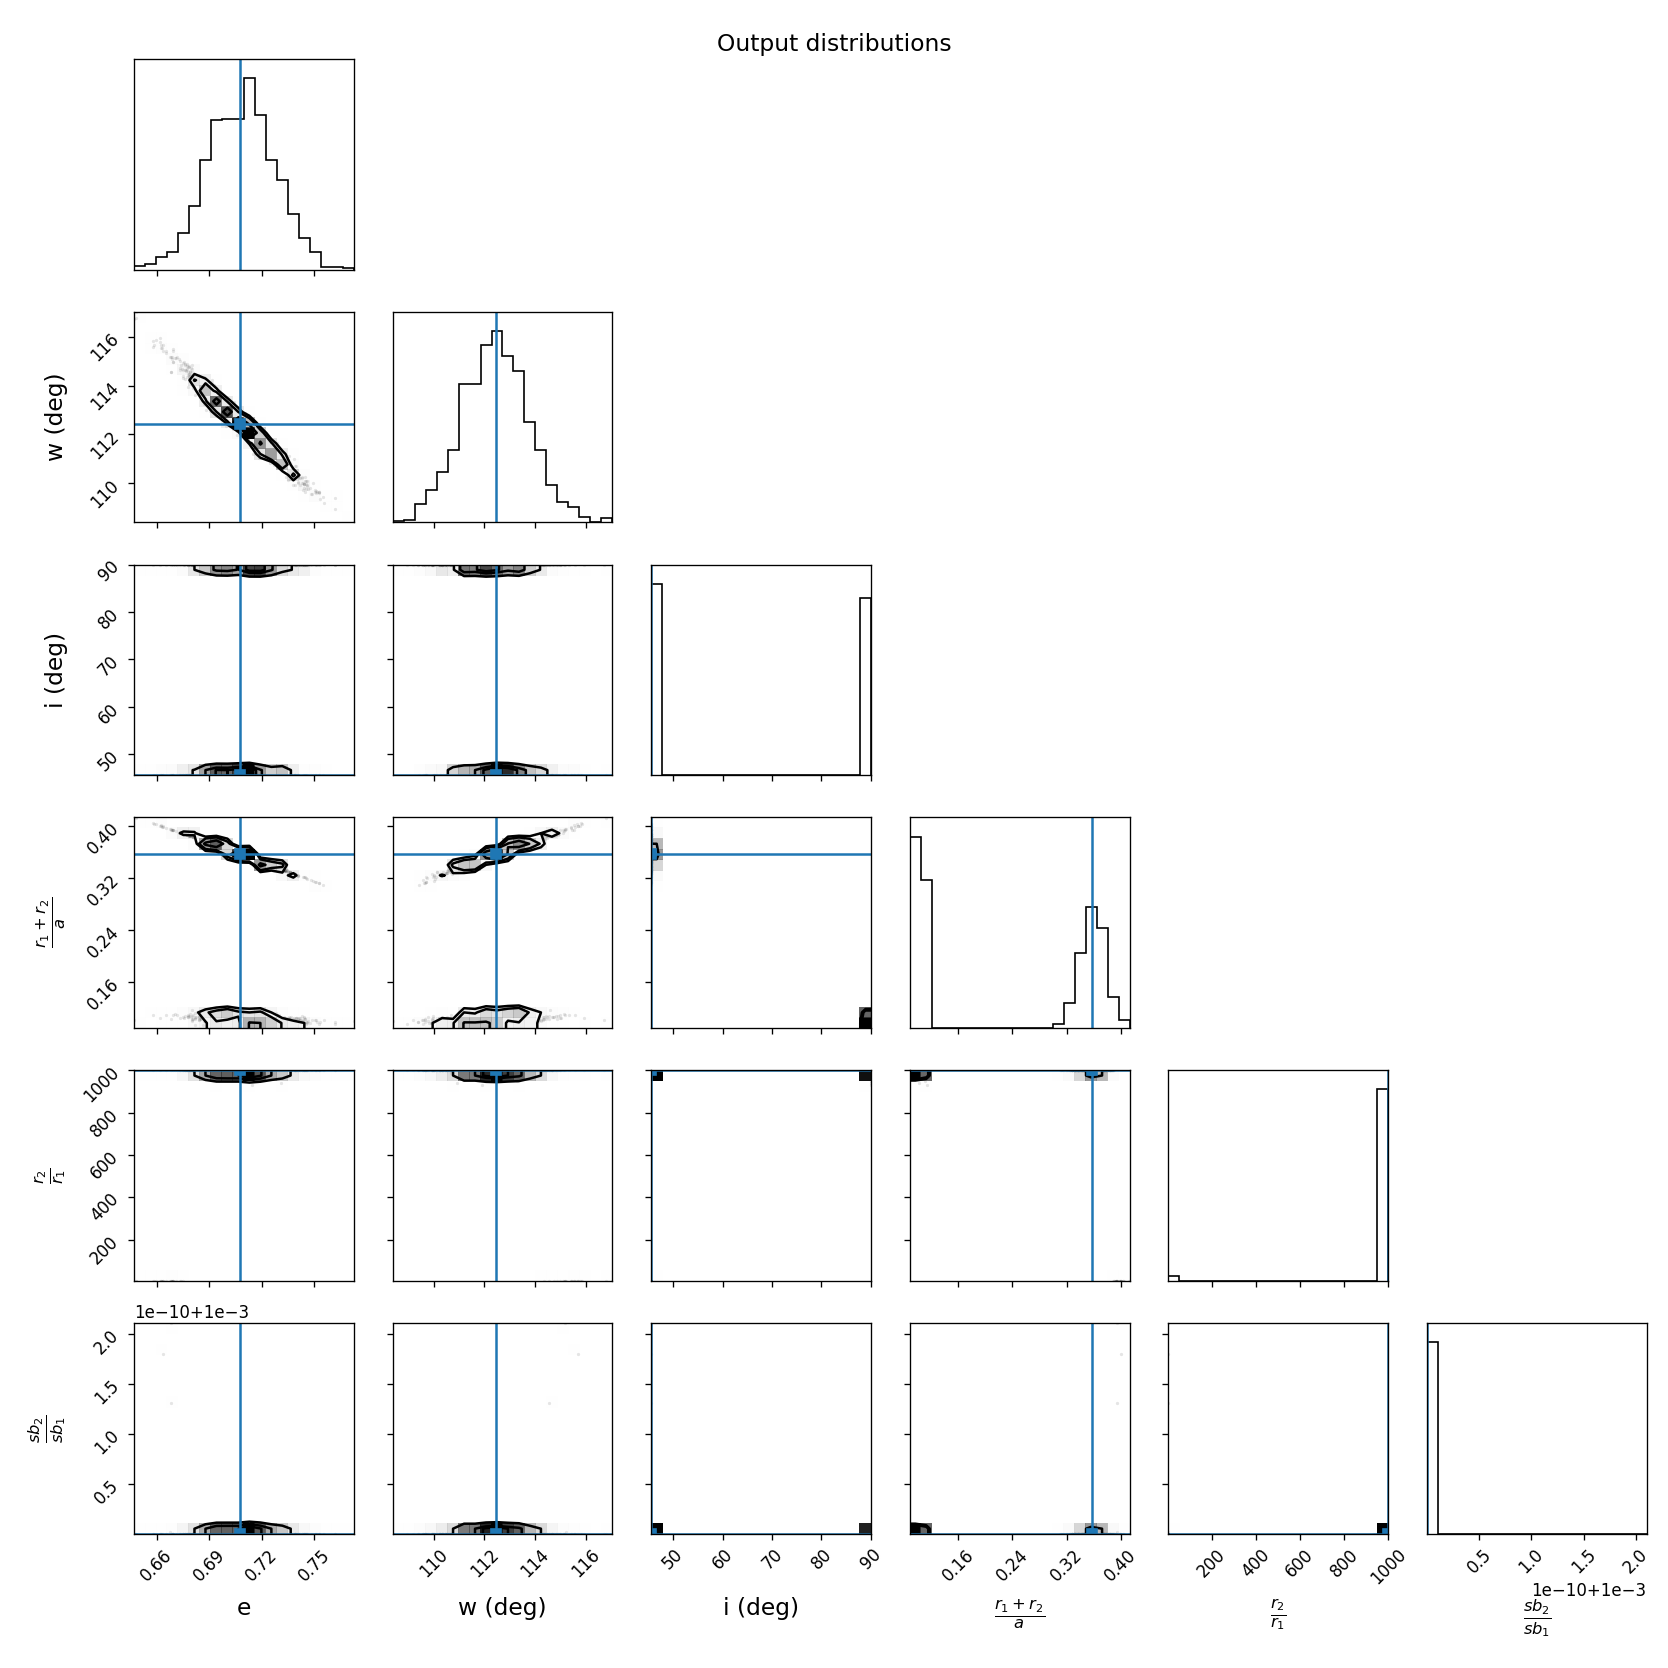 Output distributions
w (deg)
116
114
112
110
i (deg)
90
80
70
60
50
r₁ + r₂
a
0.40
0.32
0.24
0.16
r₂
r₁
1000
800
600
400
200
1e−10+1e−3
sb₂
sb₁
2.0
1.5
1.0
0.5
0.66 0.69 0.72 0.75
110 112 114 116
50 60 70 80 90
0.16 0.24 0.32 0.40
200 400 600 800 1000
0.5 1.0 1.5 2.0
1e−10+1e−3
e
w (deg)
i (deg)
r₁ + r₂
a
r₂
r₁
sb₂
sb₁